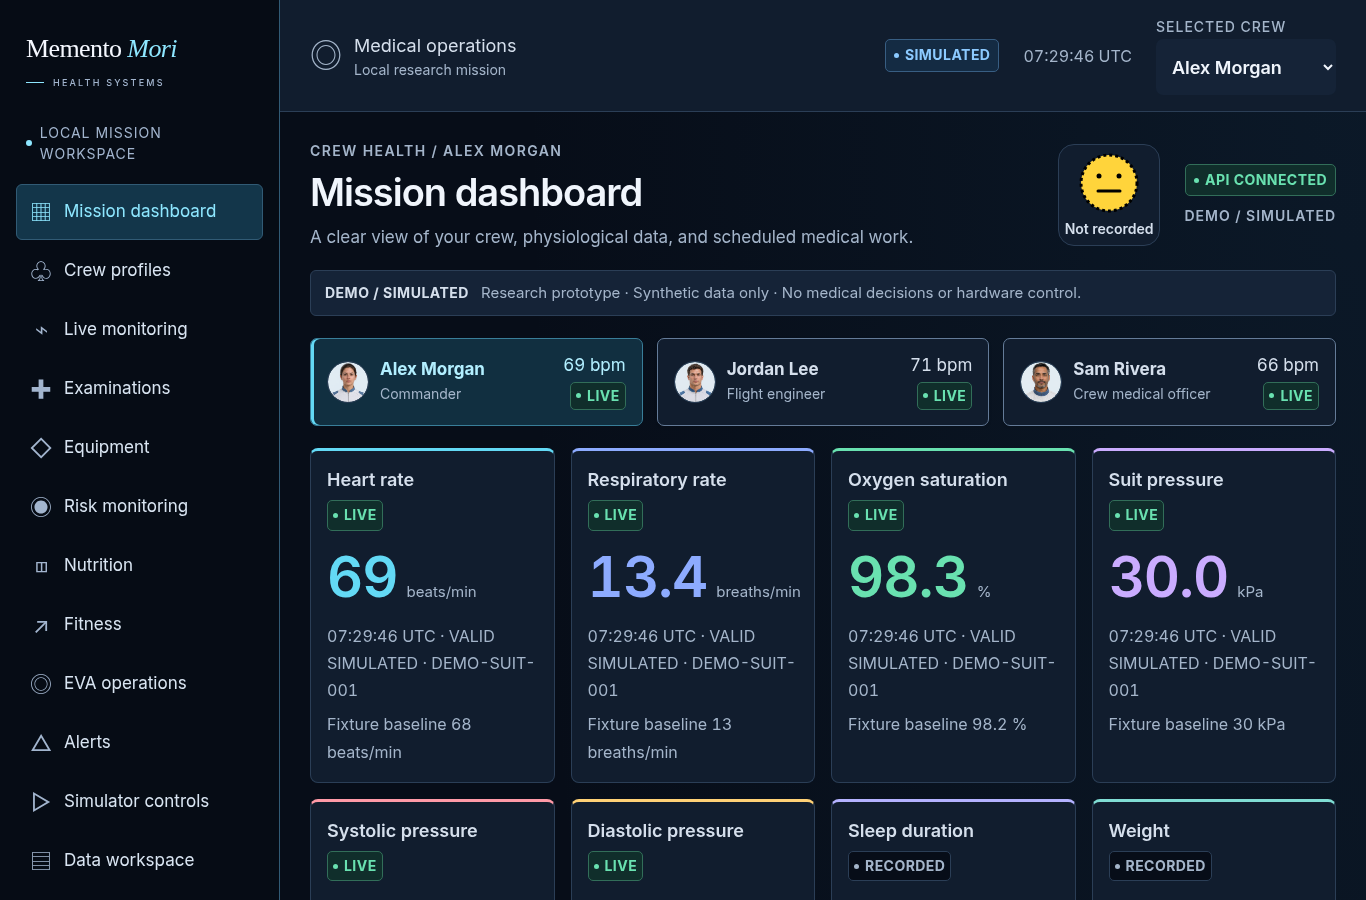 Memento Mori
HEALTH SYSTEMS
LOCAL MISSION
WORKSPACE
Mission dashboard
Crew profiles
Live monitoring
Examinations
Equipment
Risk monitoring
Nutrition
Fitness
EVA operations
Alerts
Simulator controls
Data workspace
Medical operations
Local research mission
SIMULATED
07:29:46 UTC
SELECTED CREW
Alex Morgan
CREW HEALTH / ALEX MORGAN
Mission dashboard
A clear view of your crew, physiological data, and scheduled medical work.
Not recorded
API CONNECTED
DEMO / SIMULATED
DEMO / SIMULATED Research prototype · Synthetic data only · No medical decisions or hardware control.
Alex Morgan
Commander
69 bpm
LIVE
Jordan Lee
Flight engineer
71 bpm
LIVE
Sam Rivera
Crew medical officer
66 bpm
LIVE
Heart rate
LIVE
69 beats/min
07:29:46 UTC · VALID
SIMULATED · DEMO-SUIT-
001
Fixture baseline 68
beats/min
Respiratory rate
LIVE
13.4 breaths/min
07:29:46 UTC · VALID
SIMULATED · DEMO-SUIT-
001
Fixture baseline 13
breaths/min
Oxygen saturation
LIVE
98.3 %
07:29:46 UTC · VALID
SIMULATED · DEMO-SUIT-
001
Fixture baseline 98.2 %
Suit pressure
LIVE
30.0 kPa
07:29:46 UTC · VALID
SIMULATED · DEMO-SUIT-
001
Fixture baseline 30 kPa
Systolic pressure
LIVE
Diastolic pressure
LIVE
Sleep duration
RECORDED
Weight
RECORDED